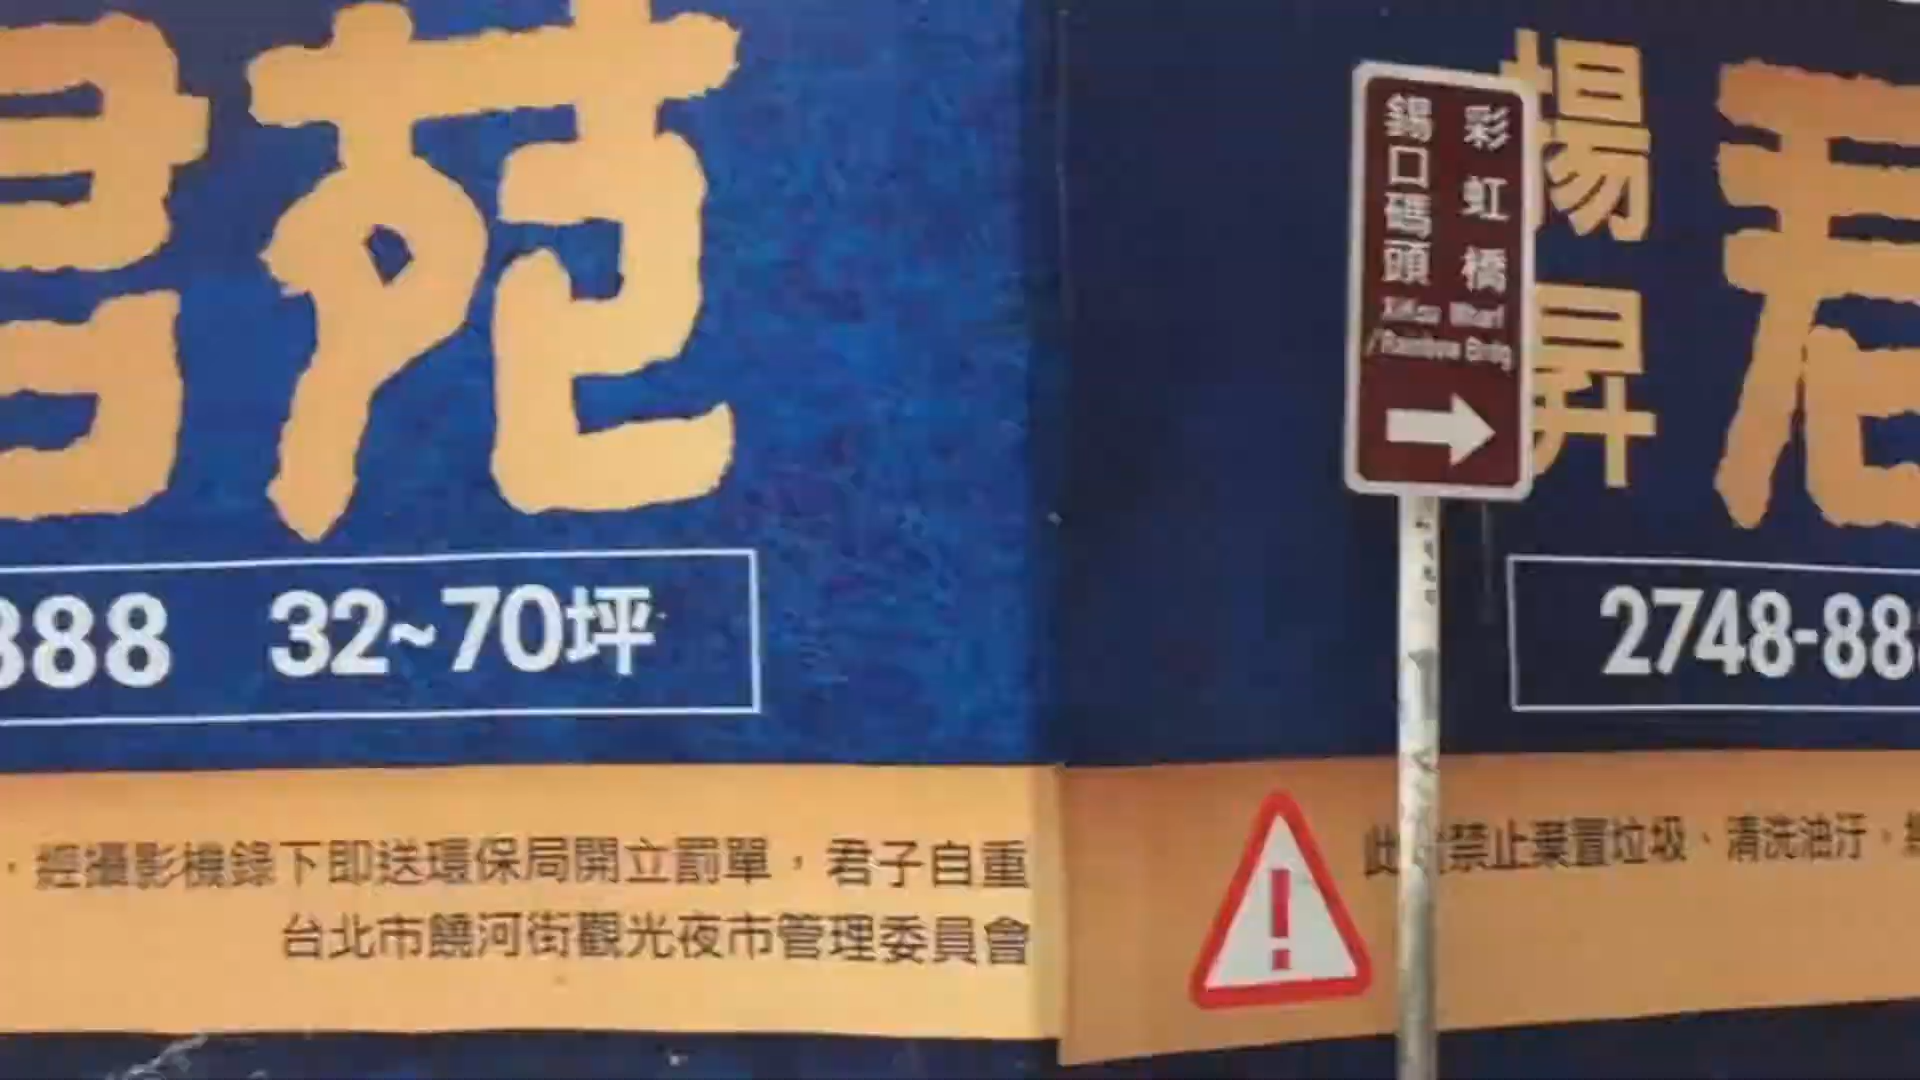 君苑
888 32~70坪
，經攝影機錄下即送環保局開立罰單，君子自重
台北市饒河街觀光夜市管理委員會
彩虹橋
錫口碼頭
Xikou Wharf
/Rainbow Bridg
揚昇
君
2748-88
此 禁止棄置垃圾、清洗油汙，